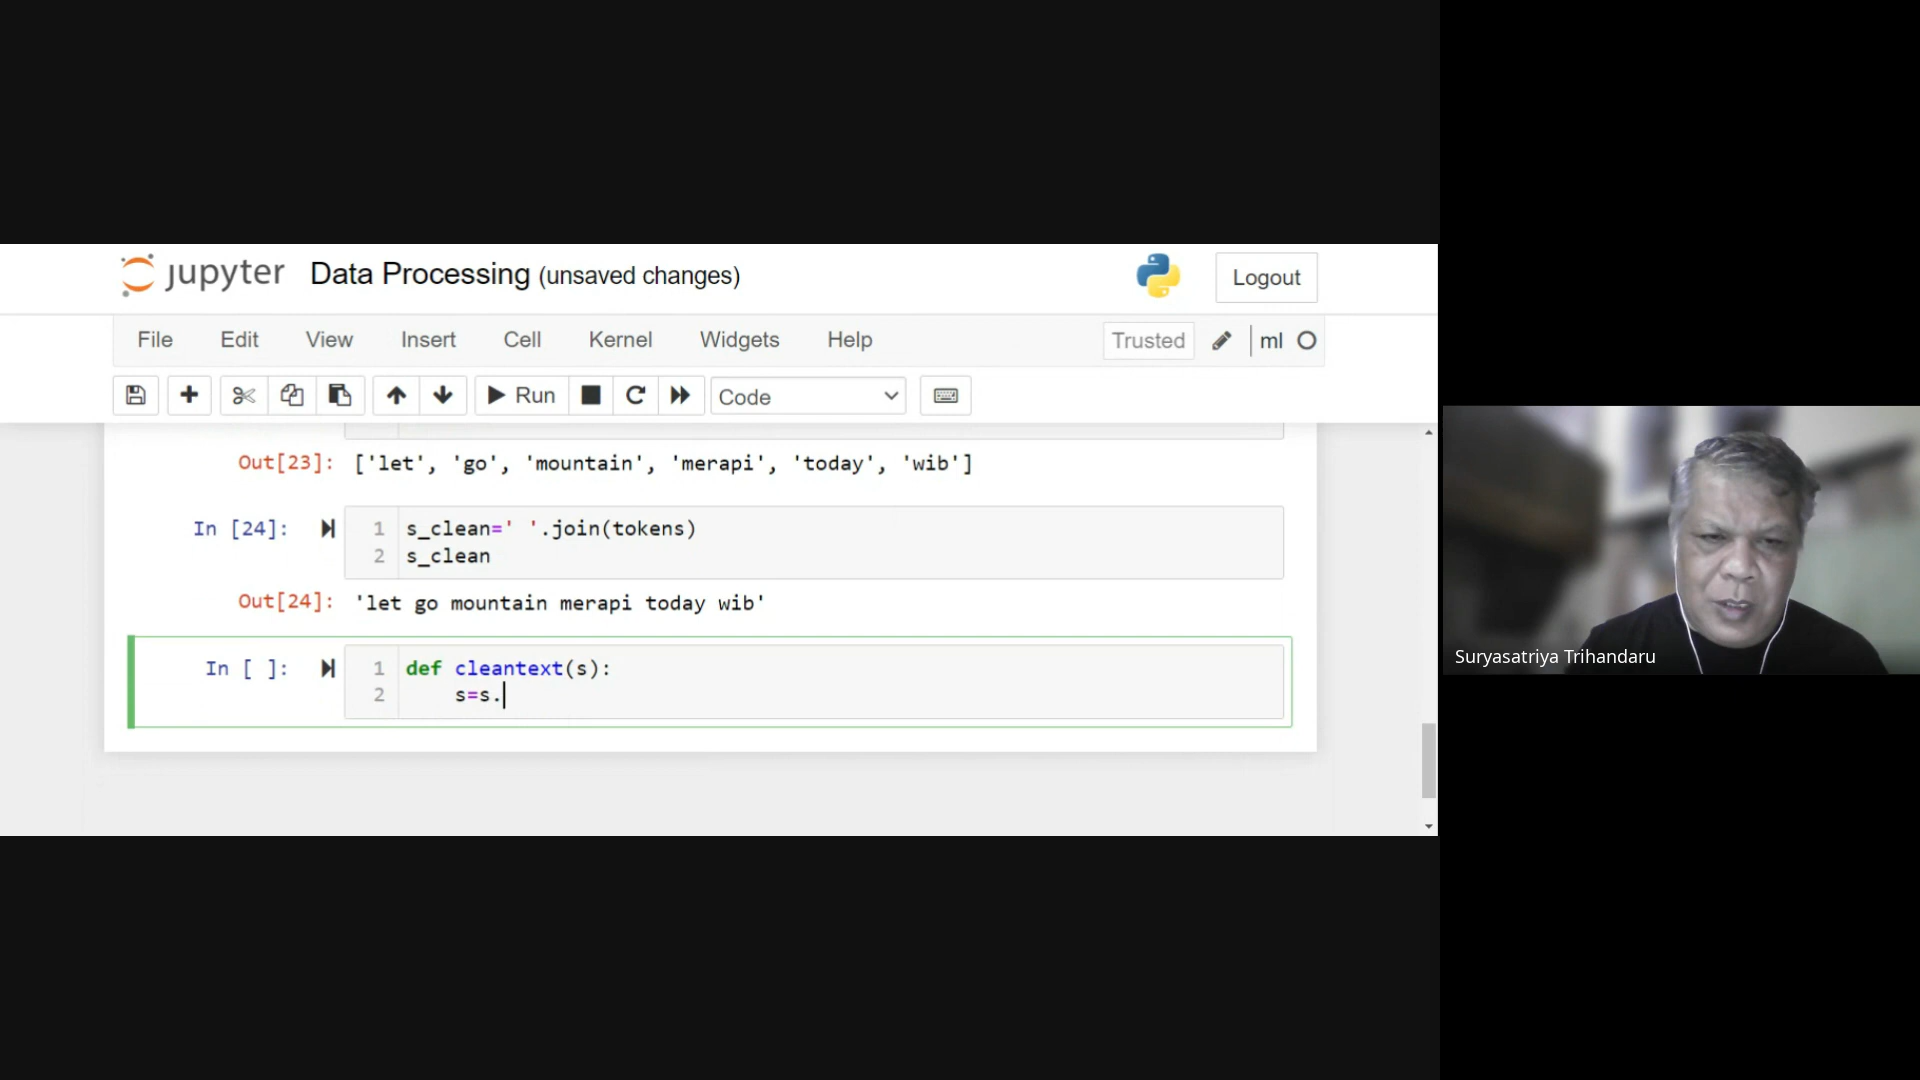 jupyter Data Processing (unsaved changes) Logout
File Edit View Insert Cell Kernel Widgets Help Trusted ml
Run Code
Out[23]: ['let', 'go', 'mountain', 'merapi', 'today', 'wib']
In [24]: 1 s_clean=' '.join(tokens)
2 s_clean
Out[24]: 'let go mountain merapi today wib'
In [ ]: 1 def cleantext(s):
2 s=s.
Suryasatriya Trihandaru